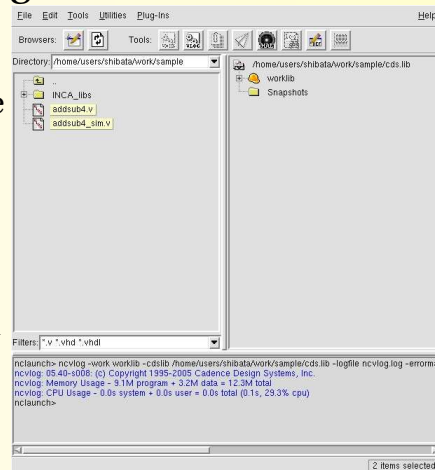 File Edit Tools Utilities Plug-Ins Help
Browsers: Tools:
Directory: /home/users/shibata/work/sample
..
INCA_libs
addsub4.v
addsub4_sim.v
/home/users/shibata/work/sample/cds.lib
worklib
Snapshots
Filters: *.v *.vhd *.vhdl
nclaunch> ncvlog -work worklib -cdslib /home/users/shibata/work/sample/cds.lib -logfile ncvlog.log -errorm
ncvlog: 05.40-s008: (c) Copyright 1995-2005 Cadence Design Systems, Inc.
ncvlog: Memory Usage - 9.1M program + 3.2M data = 12.3M total
ncvlog: CPU Usage - 0.0s system + 0.0s user = 0.0s total (0.1s, 29.3% cpu)
nclaunch>
2 items selected